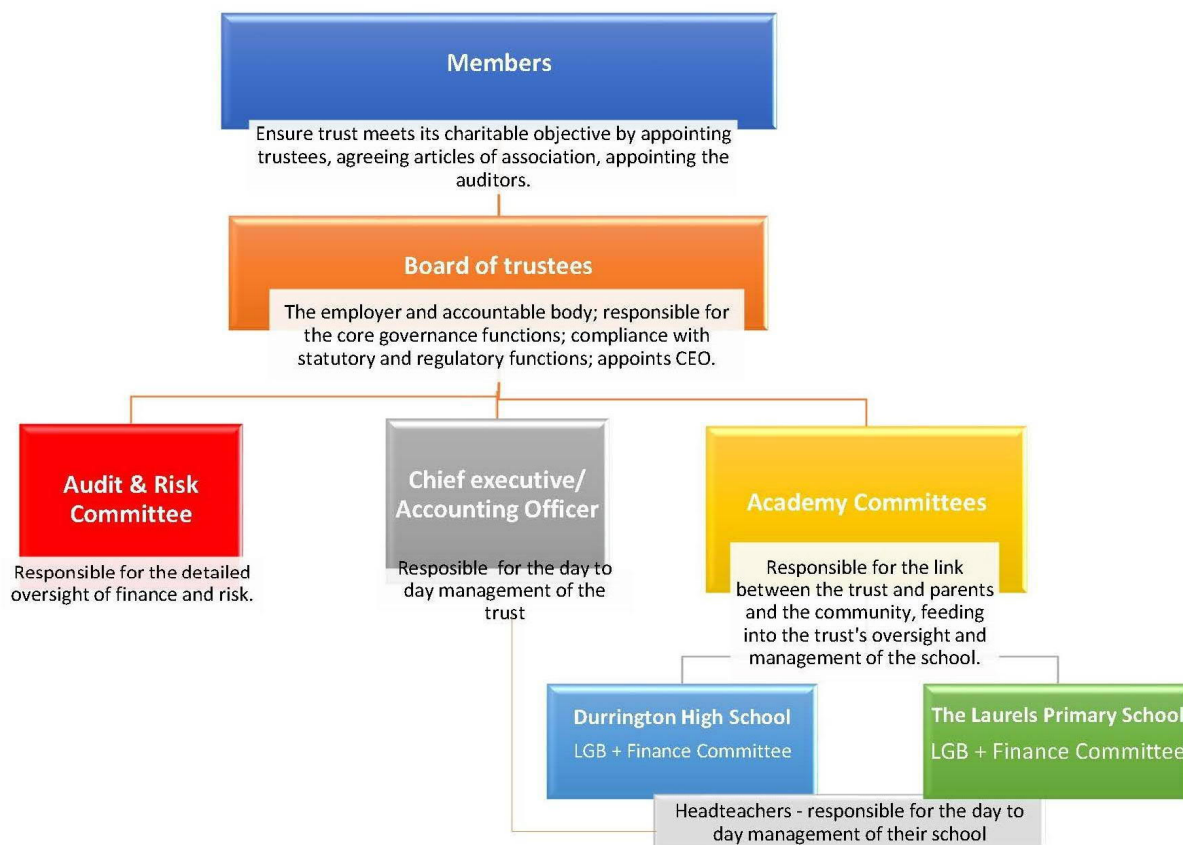 Members
Ensure trust meets its charitable objective by appointing
trustees, agreeing articles of association, appointing the
auditors.
Board of trustees
The employer and accountable body; responsible for
the core governance functions; compliance with
statutory and regulatory functions; appoints CEO.
Audit & Risk
Committee
Responsible for the detailed
oversight of finance and risk.
Chief executive/
Accounting Officer
Resposible  for the day to
day management of the
trust
Academy Committees
Responsible for the link
between the trust and parents
and the community, feeding
into the trust's oversight and
management of the school.
Durrington High School
LGB + Finance Committee
The Laurels Primary School
LGB + Finance Committee
Headteachers - responsible for the day to
day management of their school